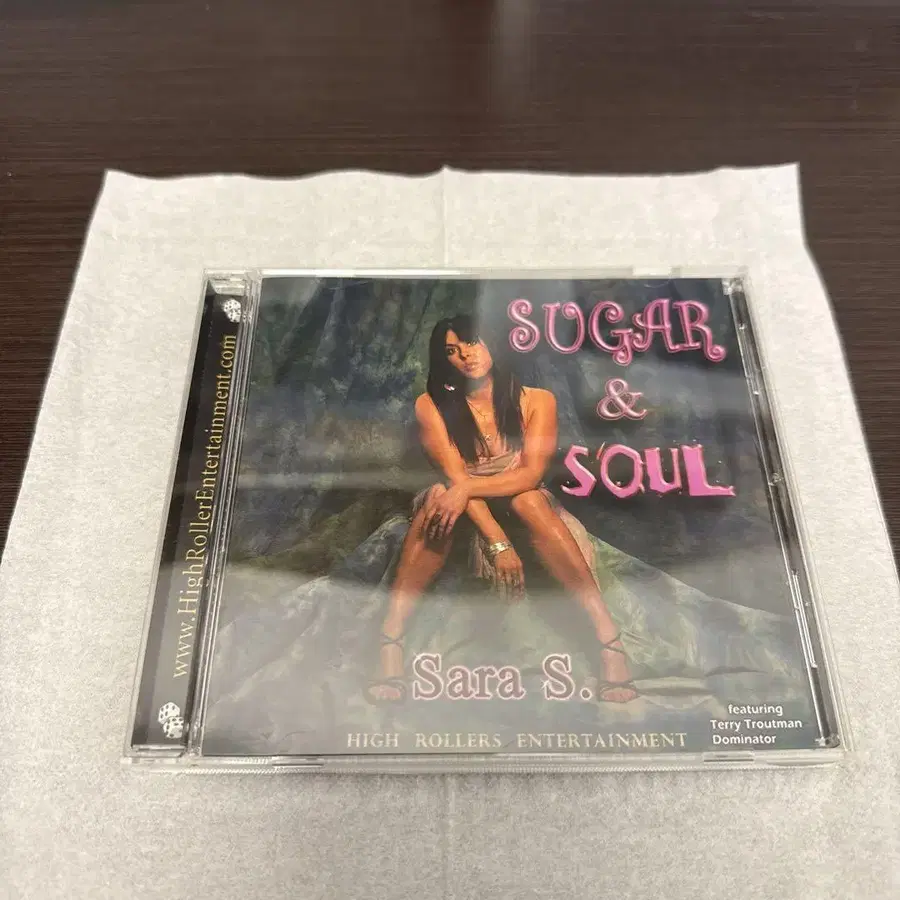 www.HighRollerEntertainment.com
SUGAR
&
SOUL
Sara S.
HIGH ROLLERS ENTERTAINMENT
featuring
Terry Troutman
Dominator